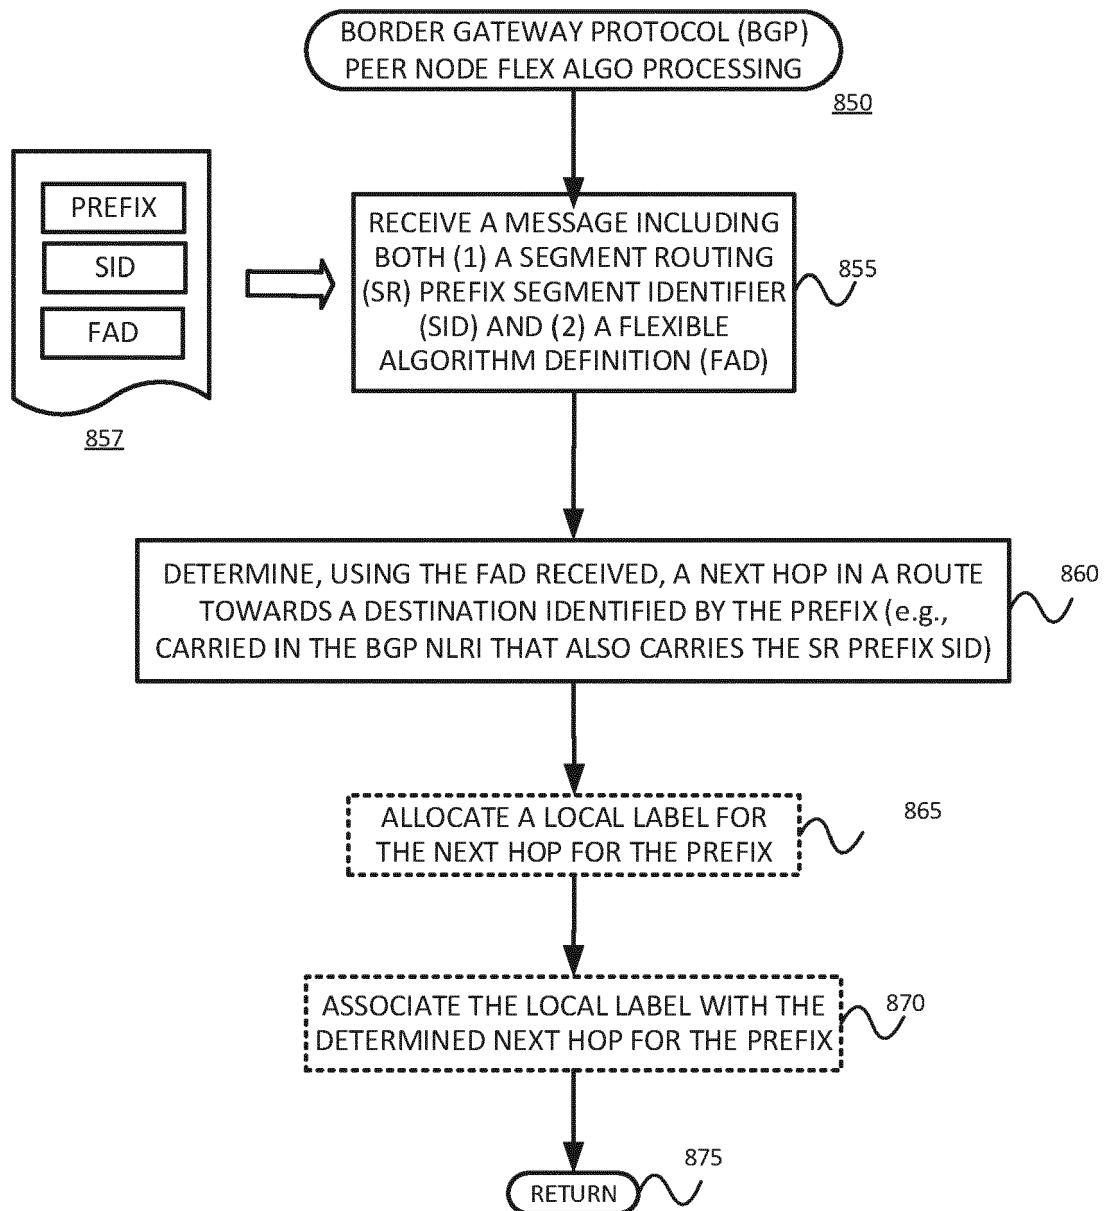 BORDER GATEWAY PROTOCOL (BGP)
PEER NODE FLEX ALGO PROCESSING
850
PREFIX
SID
FAD
857
RECEIVE A MESSAGE INCLUDING
BOTH (1) A SEGMENT ROUTING
(SR) PREFIX SEGMENT IDENTIFIER
(SID) AND (2) A FLEXIBLE
ALGORITHM DEFINITION (FAD)
855
DETERMINE, USING THE FAD RECEIVED, A NEXT HOP IN A ROUTE
TOWARDS A DESTINATION IDENTIFIED BY THE PREFIX (e.g.,
CARRIED IN THE BGP NLRI THAT ALSO CARRIES THE SR PREFIX SID)
860
ALLOCATE A LOCAL LABEL FOR
THE NEXT HOP FOR THE PREFIX
865
ASSOCIATE THE LOCAL LABEL WITH THE
DETERMINED NEXT HOP FOR THE PREFIX
870
RETURN
875